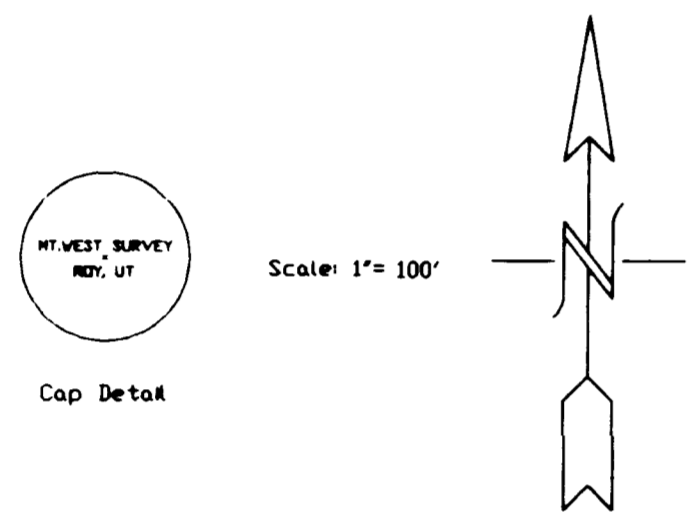 MT.WEST SURVEY
ROY, UT
Scale: 1"= 100'
N
Cap Detail